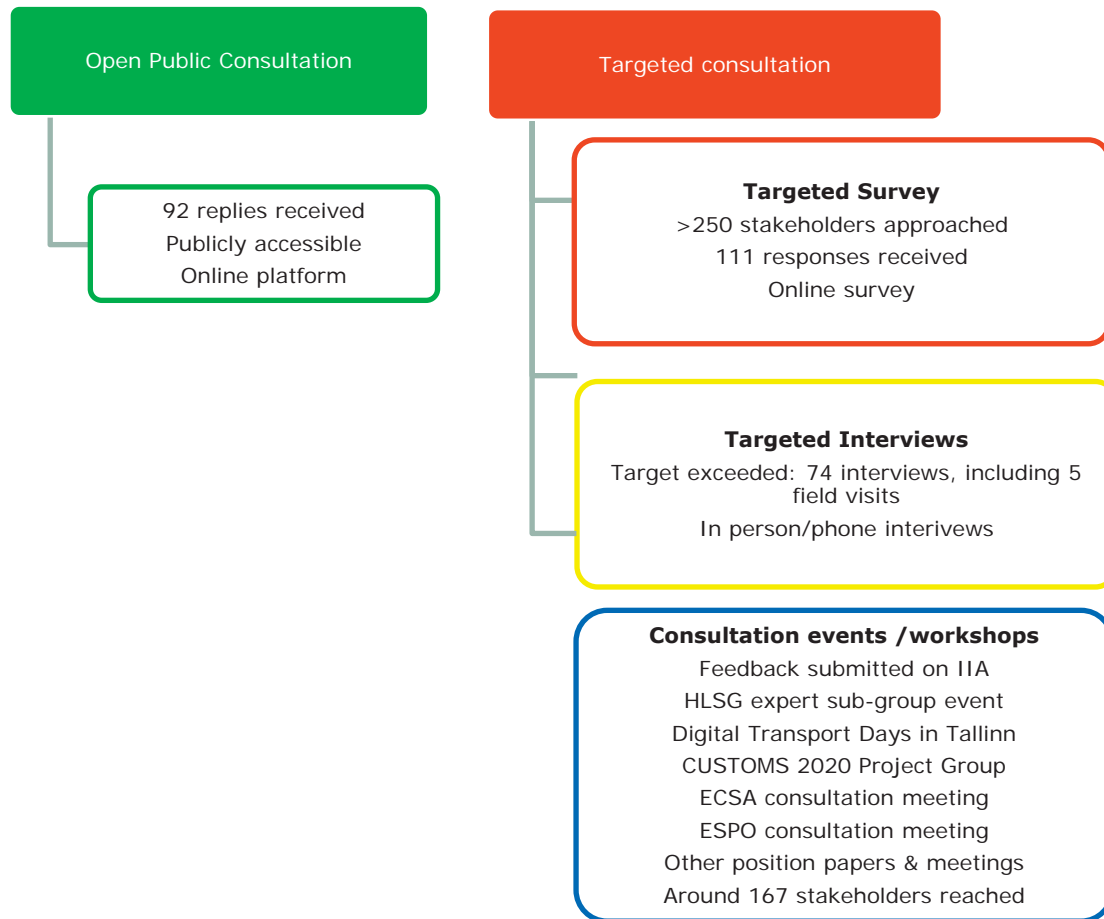 Open Public Consultation
92 replies received
Publicly accessible
Online platform
Targeted consultation
Targeted Survey
>250 stakeholders approached
111 responses received
Online survey
Targeted Interviews
Target exceeded: 74 interviews, including 5
field visits
In person/phone interivews
Consultation events /workshops
Feedback submitted on IIA
HLSG expert sub-group event
Digital Transport Days in Tallinn
CUSTOMS 2020 Project Group
ECSA consultation meeting
ESPO consultation meeting
Other position papers & meetings
Around 167 stakeholders reached